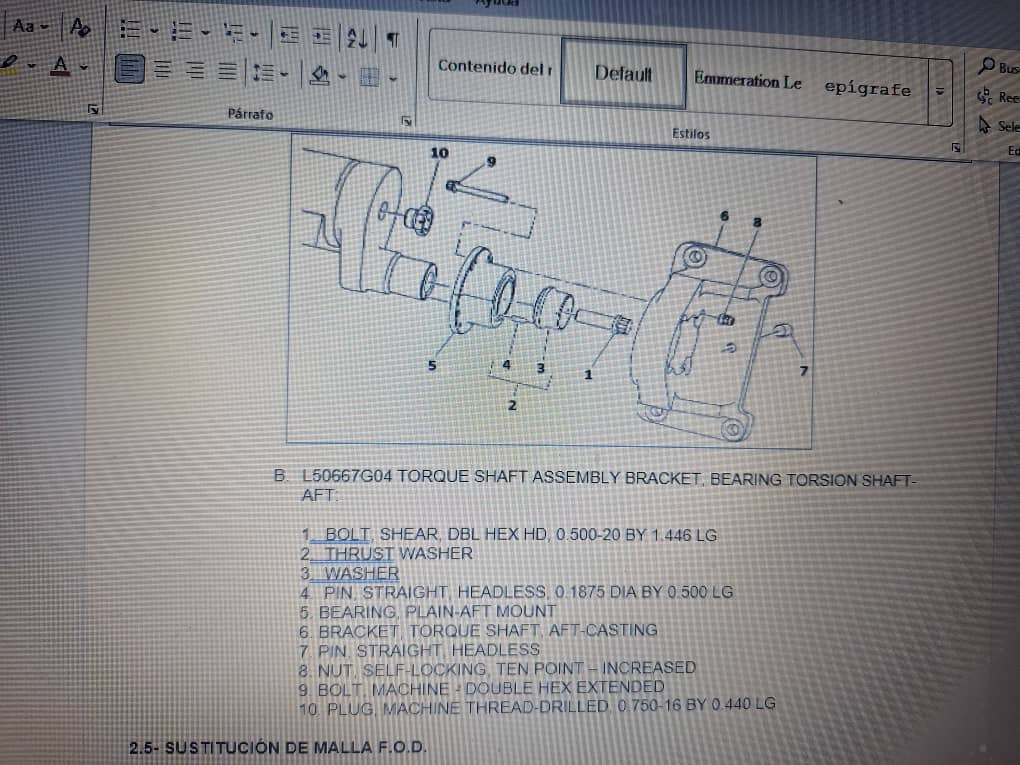 Ayuda
Aa
Contenido del r
Default
Enumeration Le
epígrafe
Bus
Ree
Sele
Ed
Párrafo
Estilos
10
9
6
8
5
4
3
1
7
2
B. L50667G04 TORQUE SHAFT ASSEMBLY BRACKET, BEARING TORSION SHAFT-
AFT:
1. BOLT, SHEAR, DBL HEX HD, 0.500-20 BY 1.446 LG
2. THRUST WASHER
3. WASHER
4. PIN, STRAIGHT, HEADLESS, 0.1875 DIA BY 0.500 LG
5. BEARING, PLAIN-AFT MOUNT
6. BRACKET, TORQUE SHAFT, AFT-CASTING
7. PIN, STRAIGHT, HEADLESS
8. NUT, SELF-LOCKING, TEN POINT – INCREASED
9. BOLT, MACHINE - DOUBLE HEX EXTENDED
10. PLUG, MACHINE THREAD-DRILLED, 0.750-16 BY 0.440 LG
2.5- SUSTITUCIÓN DE MALLA F.O.D.